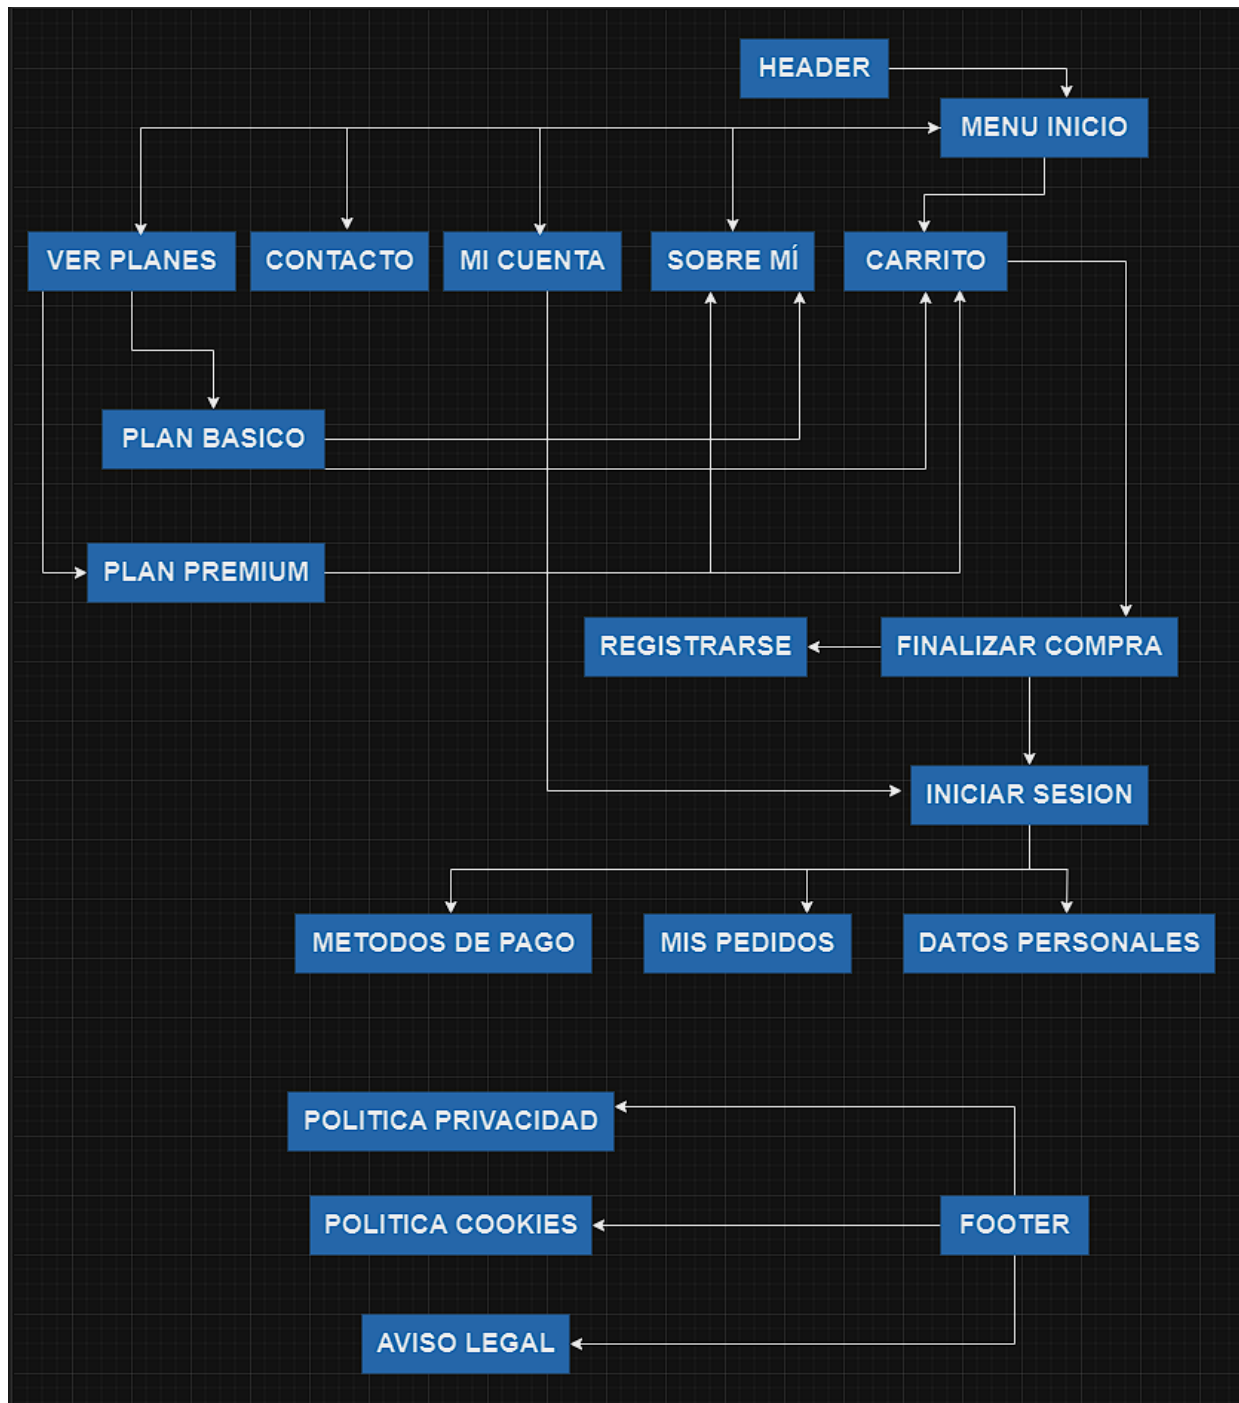 HEADER
MENU INICIO
VER PLANES
CONTACTO
MI CUENTA
SOBRE MÍ
CARRITO
PLAN BASICO
PLAN PREMIUM
REGISTRARSE
FINALIZAR COMPRA
INICIAR SESION
METODOS DE PAGO
MIS PEDIDOS
DATOS PERSONALES
POLITICA PRIVACIDAD
POLITICA COOKIES
FOOTER
AVISO LEGAL